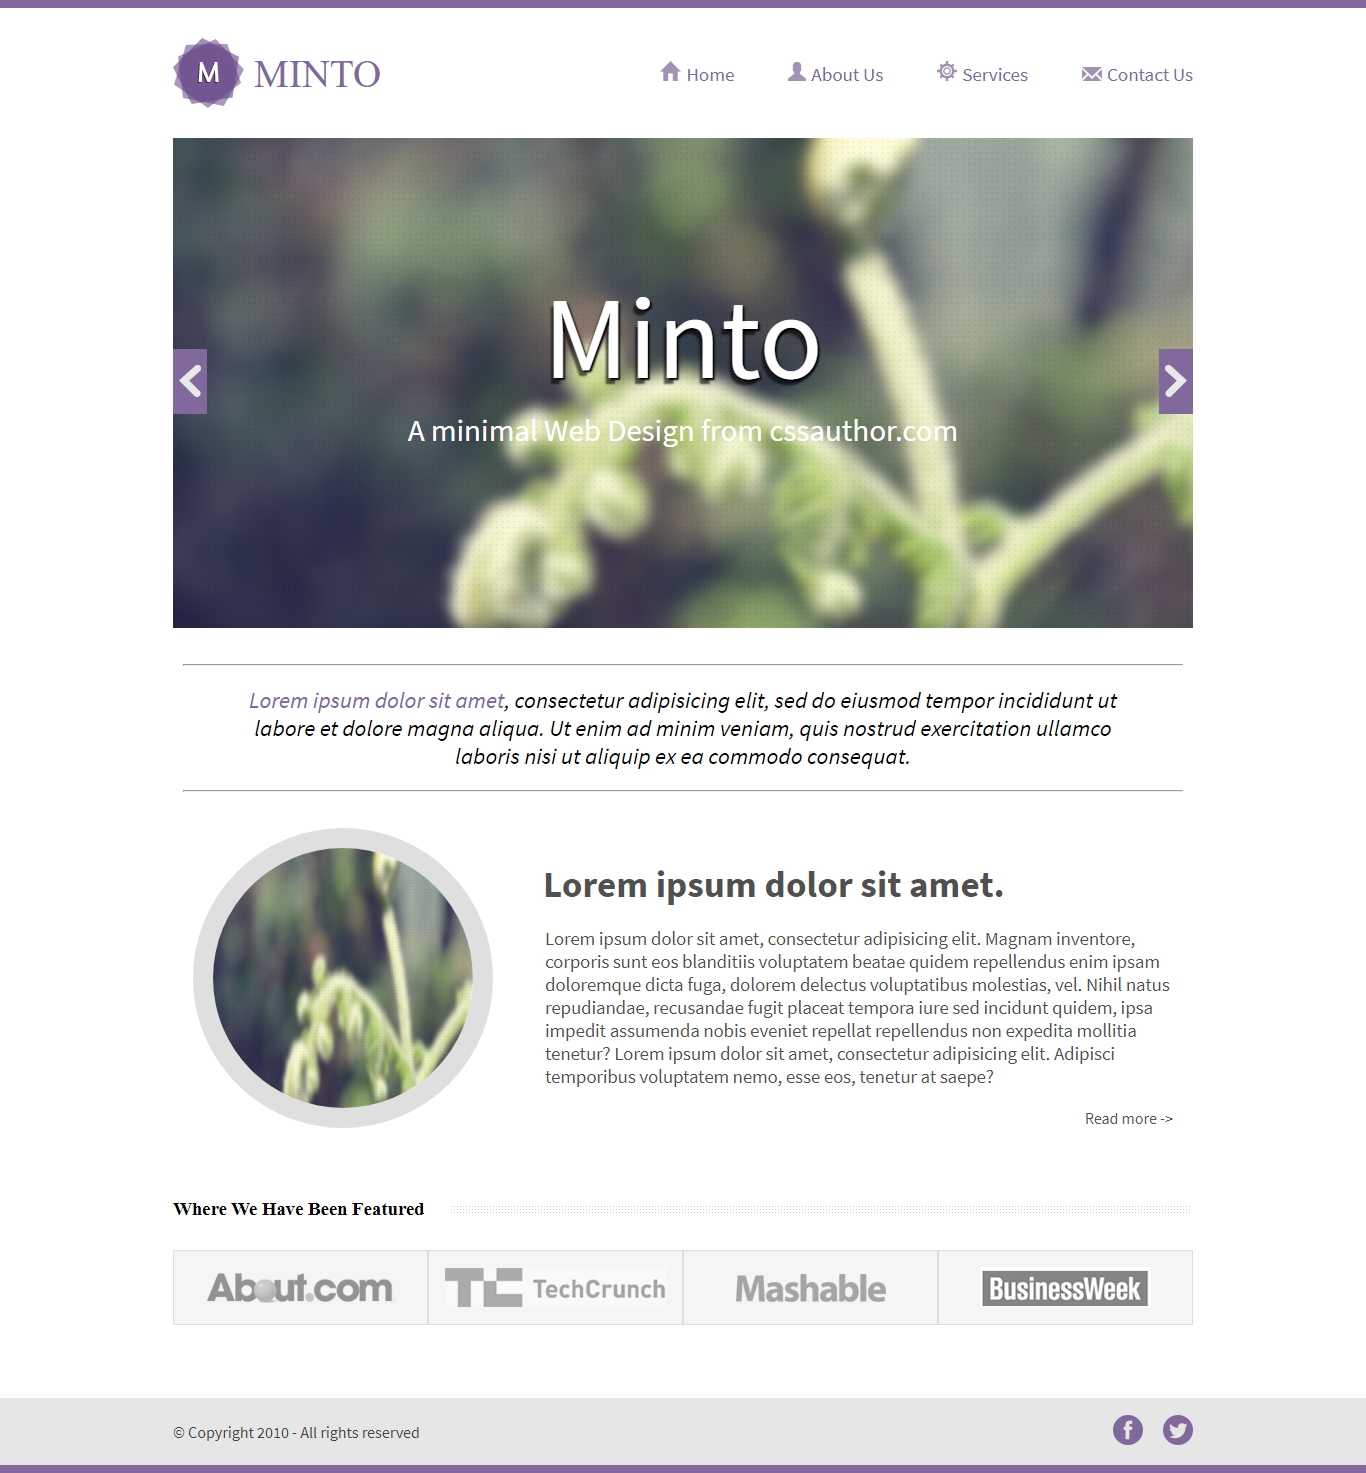 M MINTO
Home About Us Services Contact Us
Minto
A minimal Web Design from cssauthor.com
Lorem ipsum dolor sit amet, consectetur adipisicing elit, sed do eiusmod tempor incididunt ut
labore et dolore magna aliqua. Ut enim ad minim veniam, quis nostrud exercitation ullamco
laboris nisi ut aliquip ex ea commodo consequat.
Lorem ipsum dolor sit amet.
Lorem ipsum dolor sit amet, consectetur adipisicing elit. Magnam inventore,
corporis sunt eos blanditiis voluptatem beatae quidem repellendus enim ipsam
doloremque dicta fuga, dolorem delectus voluptatibus molestias, vel. Nihil natus
repudiandae, recusandae fugit placeat tempora iure sed incidunt quidem, ipsa
impedit assumenda nobis eveniet repellat repellendus non expedita mollitia
tenetur? Lorem ipsum dolor sit amet, consectetur adipisicing elit. Adipisci
temporibus voluptatem nemo, esse eos, tenetur at saepe?
Read more ->
Where We Have Been Featured
About.com TC TechCrunch Mashable BusinessWeek
© Copyright 2010 - All rights reserved